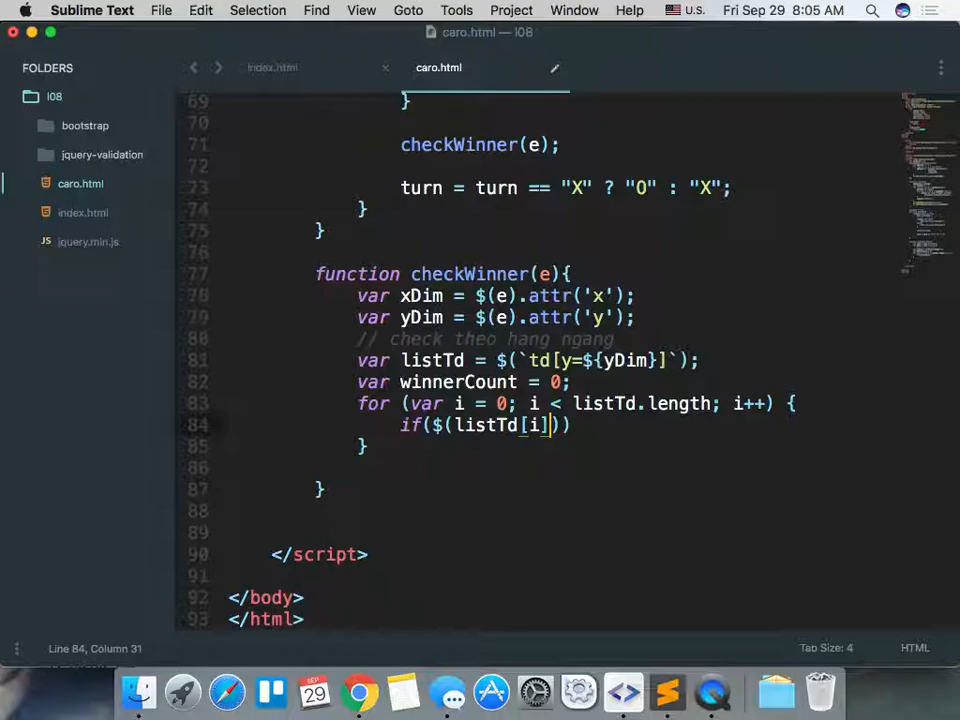 Sublime Text File Edit Selection Find View Goto Tools Project Window Help U.S. Fri Sep 29 8:05 AM
caro.html — l08
FOLDERS
l08
bootstrap
jquery-validation
caro.html
index.html
JS jquery.min.js
index.html
caro.html
69 }
70
71 checkWinner(e);
72
73 turn = turn == "X" ? "O" : "X";
74 }
75 }
76
77 function checkWinner(e){
78 var xDim = $(e).attr('x');
79 var yDim = $(e).attr('y');
80 // check theo hang ngang
81 var listTd = $(`td[y=${yDim}]`);
82 var winnerCount = 0;
83 for (var i = 0; i < listTd.length; i++) {
84 if($(listTd[i]))
85 }
86
87 }
88
89
90 </script>
91
92 </body>
93 </html>
Line 84, Column 31
Tab Size: 4
HTML
SEP
29